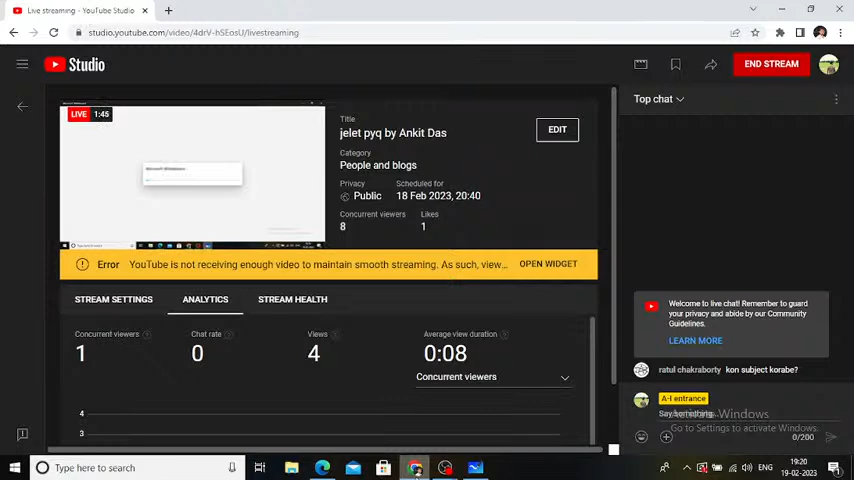 Live streaming - YouTube Studio
studio.youtube.com/video/4drV-hSEosU/livestreaming
Studio
END STREAM
LIVE 1:45
Title
jelet pyq by Ankit Das
EDIT
Category
People and blogs
Privacy
Scheduled for
Public
18 Feb 2023, 20:40
Concurrent viewers
Likes
8
1
Error YouTube is not receiving enough video to maintain smooth streaming. As such, view... OPEN WIDGET
STREAM SETTINGS ANALYTICS STREAM HEALTH
Concurrent viewers
Chat rate
Views
Average view duration
1
0
4
0:08
Concurrent viewers
4
3
Top chat
Welcome to live chat! Remember to guard
your privacy and abide by our Community
Guidelines.
LEARN MORE
ratul chakraborty kon subject korabe?
A-I entrance
Say something...
Windows
Go to Settings to activate Windows.
0/200
Type here to search
ENG
19:20
19-02-2023